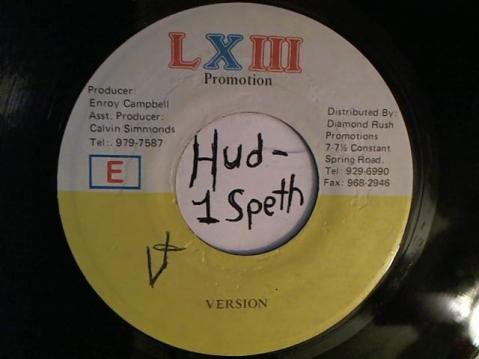 LXIII
Promotion
Producer:
Enroy Campbell
Asst. Producer:
Calvin Simmonds
Tel:. 979-7587
E
Distributed By:
Diamond Rush
Promotions
7-7½ Constant
Spring Road.
Tel: 929-6990
Fax: 968-2946
Hud-
1 Speth
VERSION